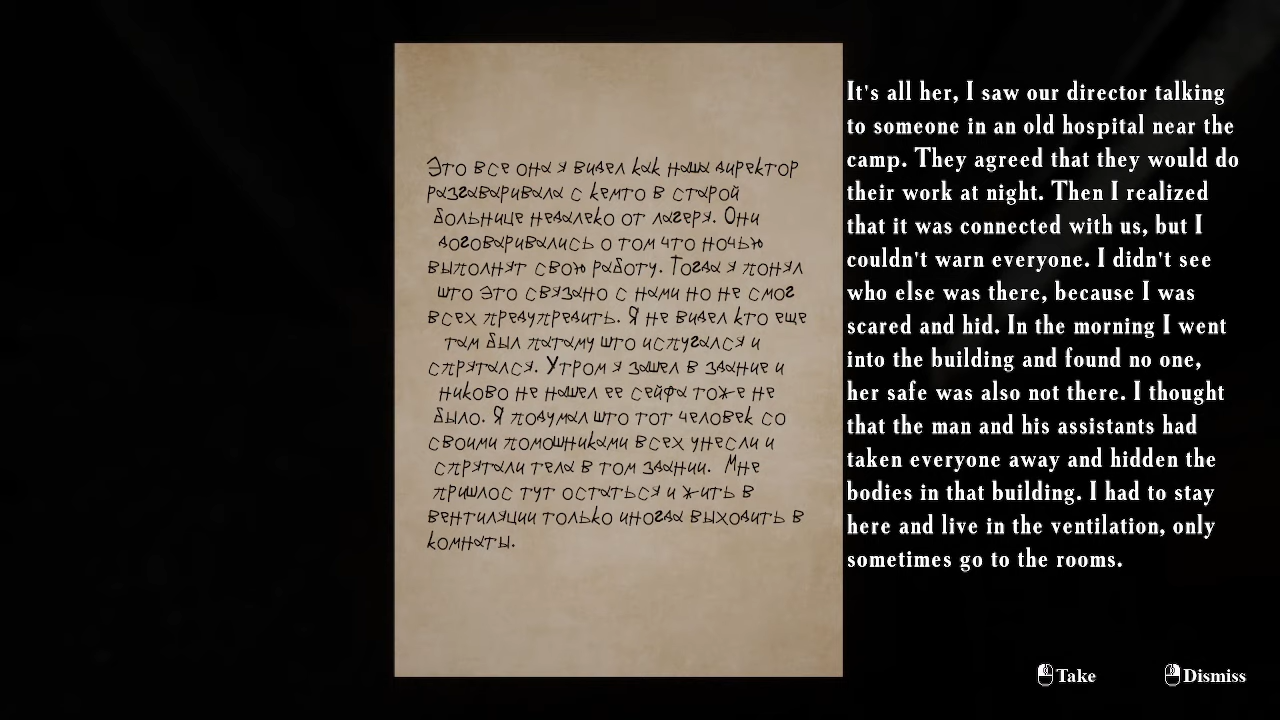 Это все она я видел как наша директор
разгаваривала с кемто в старой
больнице недалеко от лагеря. Они
договаривались о том что ночью
выполнят свою работу. Тогда я понял
што это связано с нами но не смог
всех предупредить. Я не видел кто еще
там был патаму што испугался и
спрятался. Утром я зашел в здание и
никово не нашел ее сейфа тоже не
было. Я подумал што тот человек со
своими помошниками всех унесли и
спрятали тела в том здании. Мне
пришлос тут остаться и жить в
вентиляции только иногда выходить в
комнаты.
It's all her, I saw our director talking
to someone in an old hospital near the
camp. They agreed that they would do
their work at night. Then I realized
that it was connected with us, but I
couldn't warn everyone. I didn't see
who else was there, because I was
scared and hid. In the morning I went
into the building and found no one,
her safe was also not there. I thought
that the man and his assistants had
taken everyone away and hidden the
bodies in that building. I had to stay
here and live in the ventilation, only
sometimes go to the rooms.
Take Dismiss